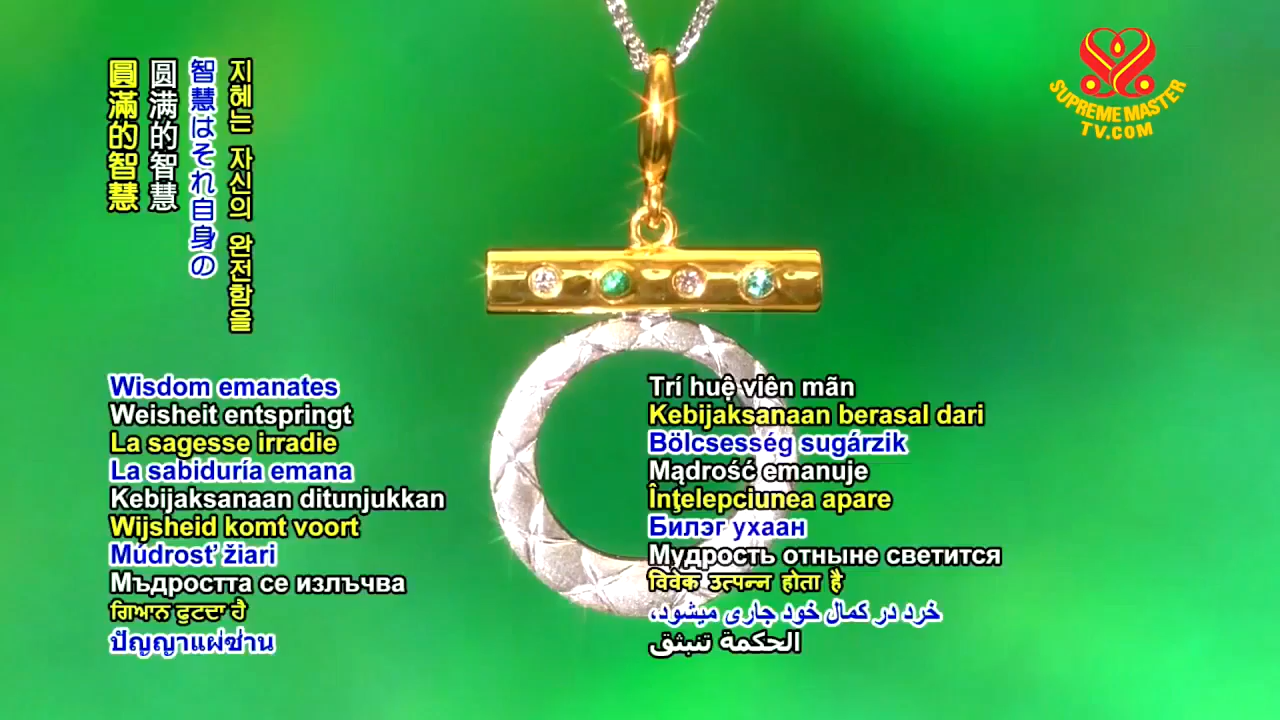 圓滿的智慧
圆满的智慧
智慧はそれ自身の
지혜는 자신의 완전함을
SUPREME MASTER
TV.COM
Wisdom emanates
Weisheit entspringt
La sagesse irradie
La sabiduría emana
Kebijaksanaan ditunjukkan
Wijsheid komt voort
Múdrosť žiari
Мъдростта се излъчва
ਗਿਆਨ ਫੁਟਦਾ ਹੈ
ปัญญาแผ่ซ่าน
Trí huệ viên mãn
Kebijaksanaan berasal dari
Bölcsesség sugárzik
Mądrość emanuje
Înţelepciunea apare
Билэг ухаан
Мудрость отныне светится
विवेक उत्पन्न होता है
خرد در کمال خود جاری میشود،
الحكمة تنبثق